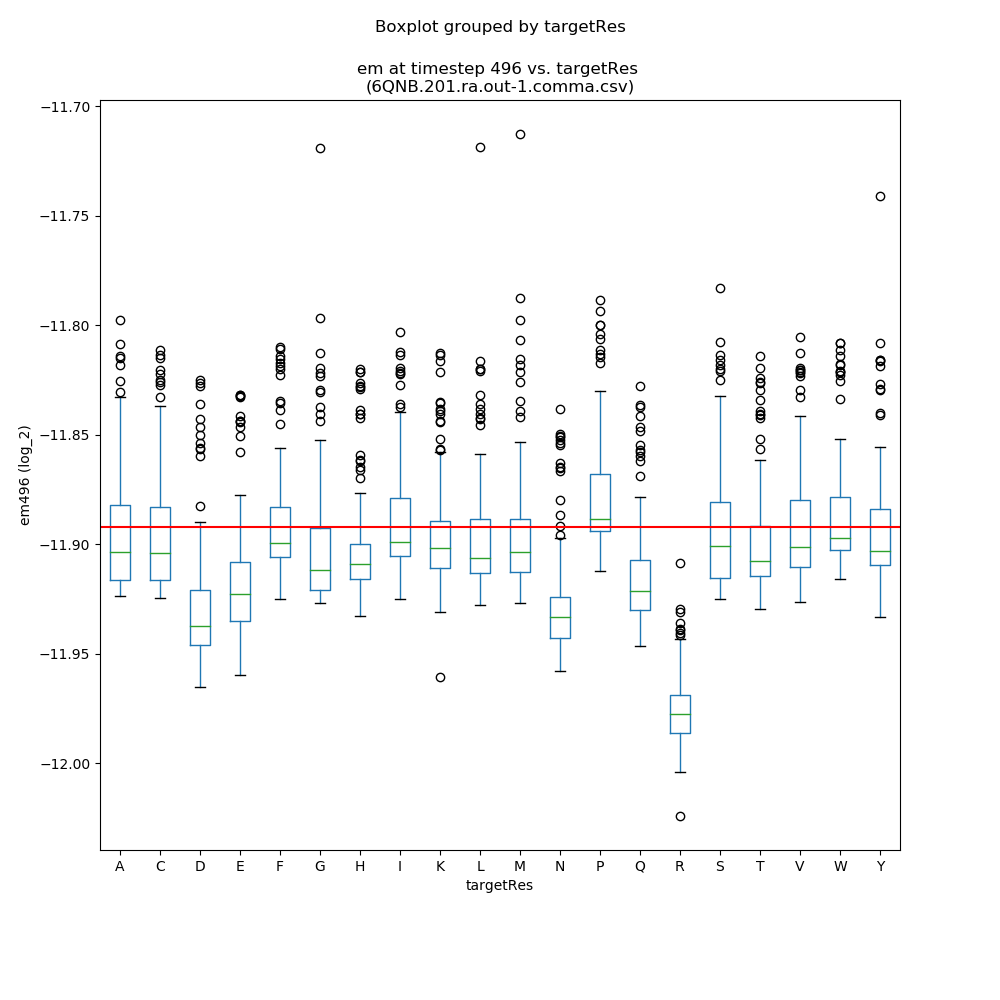 Boxplot grouped by targetRes
em at timestep 496 vs. targetRes
(6QNB.201.ra.out-1.comma.csv)
−11.70
−11.75
−11.80
−11.85
−11.90
−11.95
−12.00
em496 (log_2)
A C D E F G H I K L M N P Q R S T V W Y
targetRes